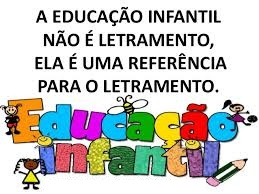 A EDUCAÇÃO INFANTIL
NÃO É LETRAMENTO,
ELA É UMA REFERÊNCIA
PARA O LETRAMENTO.
Educação
infantil